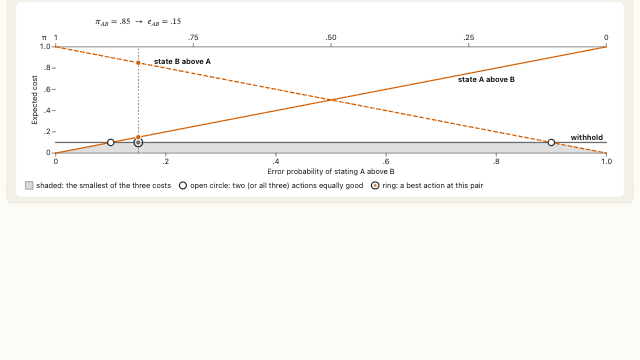 π_AB = .85 → e_AB = .15
π 1 .75 .50 .25 0
1.0
.8
.6
.4
.2
0
Expected cost
state B above A
state A above B
withhold
0 .2 .4 .6 .8 1.0
Error probability of stating A above B
shaded: the smallest of the three costs open circle: two (or all three) actions equally good ring: a best action at this pair